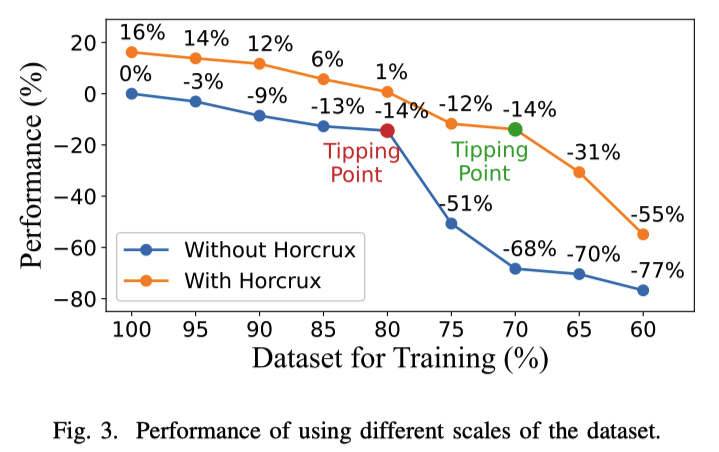 Performance (%)
20
0
−20
−40
−60
−80
16%
14%
12%
6%
1%
-12%
-14%
-31%
-55%
0%
-3%
-9%
-13%
-14%
-51%
-68%
-70%
-77%
Tipping
Point
Tipping
Point
Without Horcrux
With Horcrux
100 95 90 85 80 75 70 65 60
Dataset for Training (%)
Fig. 3. Performance of using different scales of the dataset.